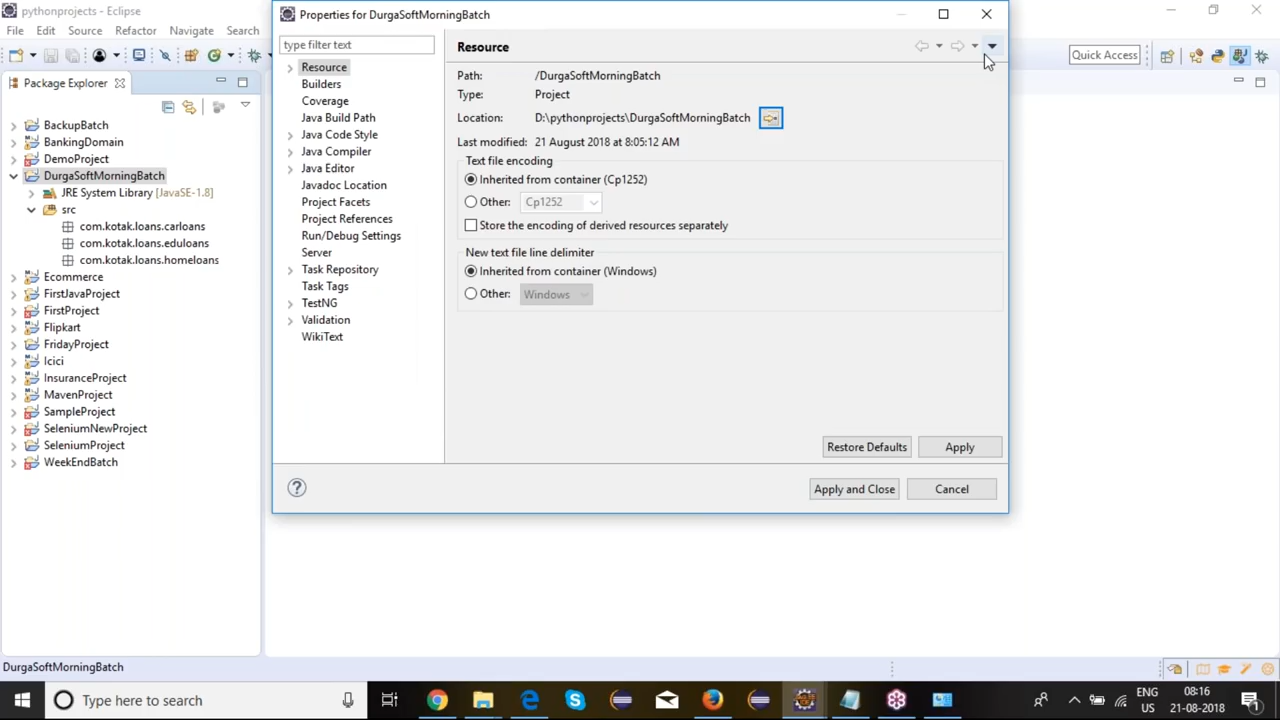 pythonprojects - Eclipse
File Edit Source Refactor Navigate Search
Quick Access
Package Explorer
BackupBatch
BankingDomain
DemoProject
DurgaSoftMorningBatch
JRE System Library [JavaSE-1.8]
src
com.kotak.loans.carloans
com.kotak.loans.eduloans
com.kotak.loans.homeloans
Ecommerce
FirstJavaProject
FirstProject
Flipkart
FridayProject
Icici
InsuranceProject
MavenProject
SampleProject
SeleniumNewProject
SeleniumProject
WeekEndBatch
Properties for DurgaSoftMorningBatch
type filter text
Resource
Builders
Coverage
Java Build Path
Java Code Style
Java Compiler
Java Editor
Javadoc Location
Project Facets
Project References
Run/Debug Settings
Server
Task Repository
Task Tags
TestNG
Validation
WikiText
Resource
Path: /DurgaSoftMorningBatch
Type: Project
Location: D:\pythonprojects\DurgaSoftMorningBatch
Last modified: 21 August 2018 at 8:05:12 AM
Text file encoding
Inherited from container (Cp1252)
Other: Cp1252
Store the encoding of derived resources separately
New text file line delimiter
Inherited from container (Windows)
Other: Windows
Restore Defaults Apply
Apply and Close Cancel
DurgaSoftMorningBatch
Type here to search
ENG 08:16
US 21-08-2018